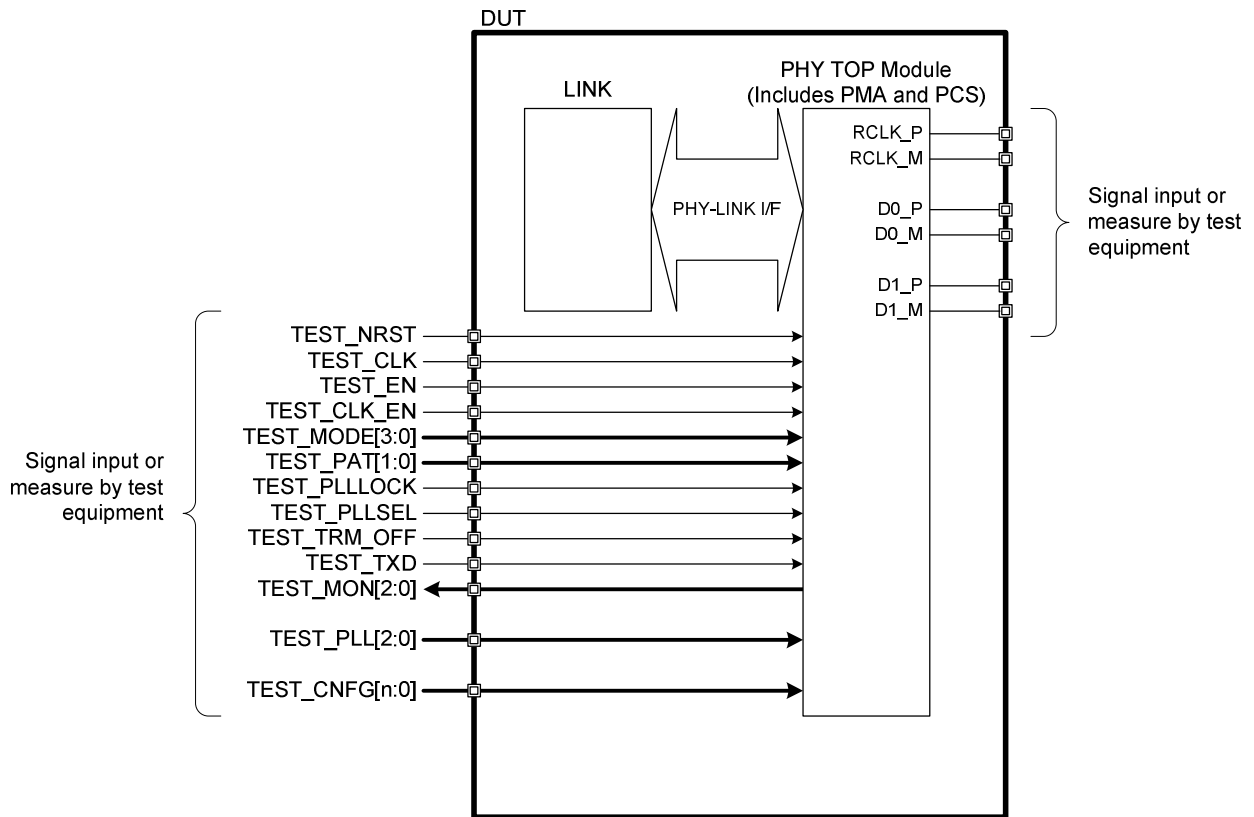 DUT
LINK
PHY TOP Module
(Includes PMA and PCS)
PHY-LINK I/F
RCLK_P
RCLK_M
D0_P
D0_M
D1_P
D1_M
Signal input or
measure by test
equipment
Signal input or
measure by test
equipment
TEST_NRST
TEST_CLK
TEST_EN
TEST_CLK_EN
TEST_MODE[3:0]
TEST_PAT[1:0]
TEST_PLLLOCK
TEST_PLLSEL
TEST_TRM_OFF
TEST_TXD
TEST_MON[2:0]
TEST_PLL[2:0]
TEST_CNFG[n:0]